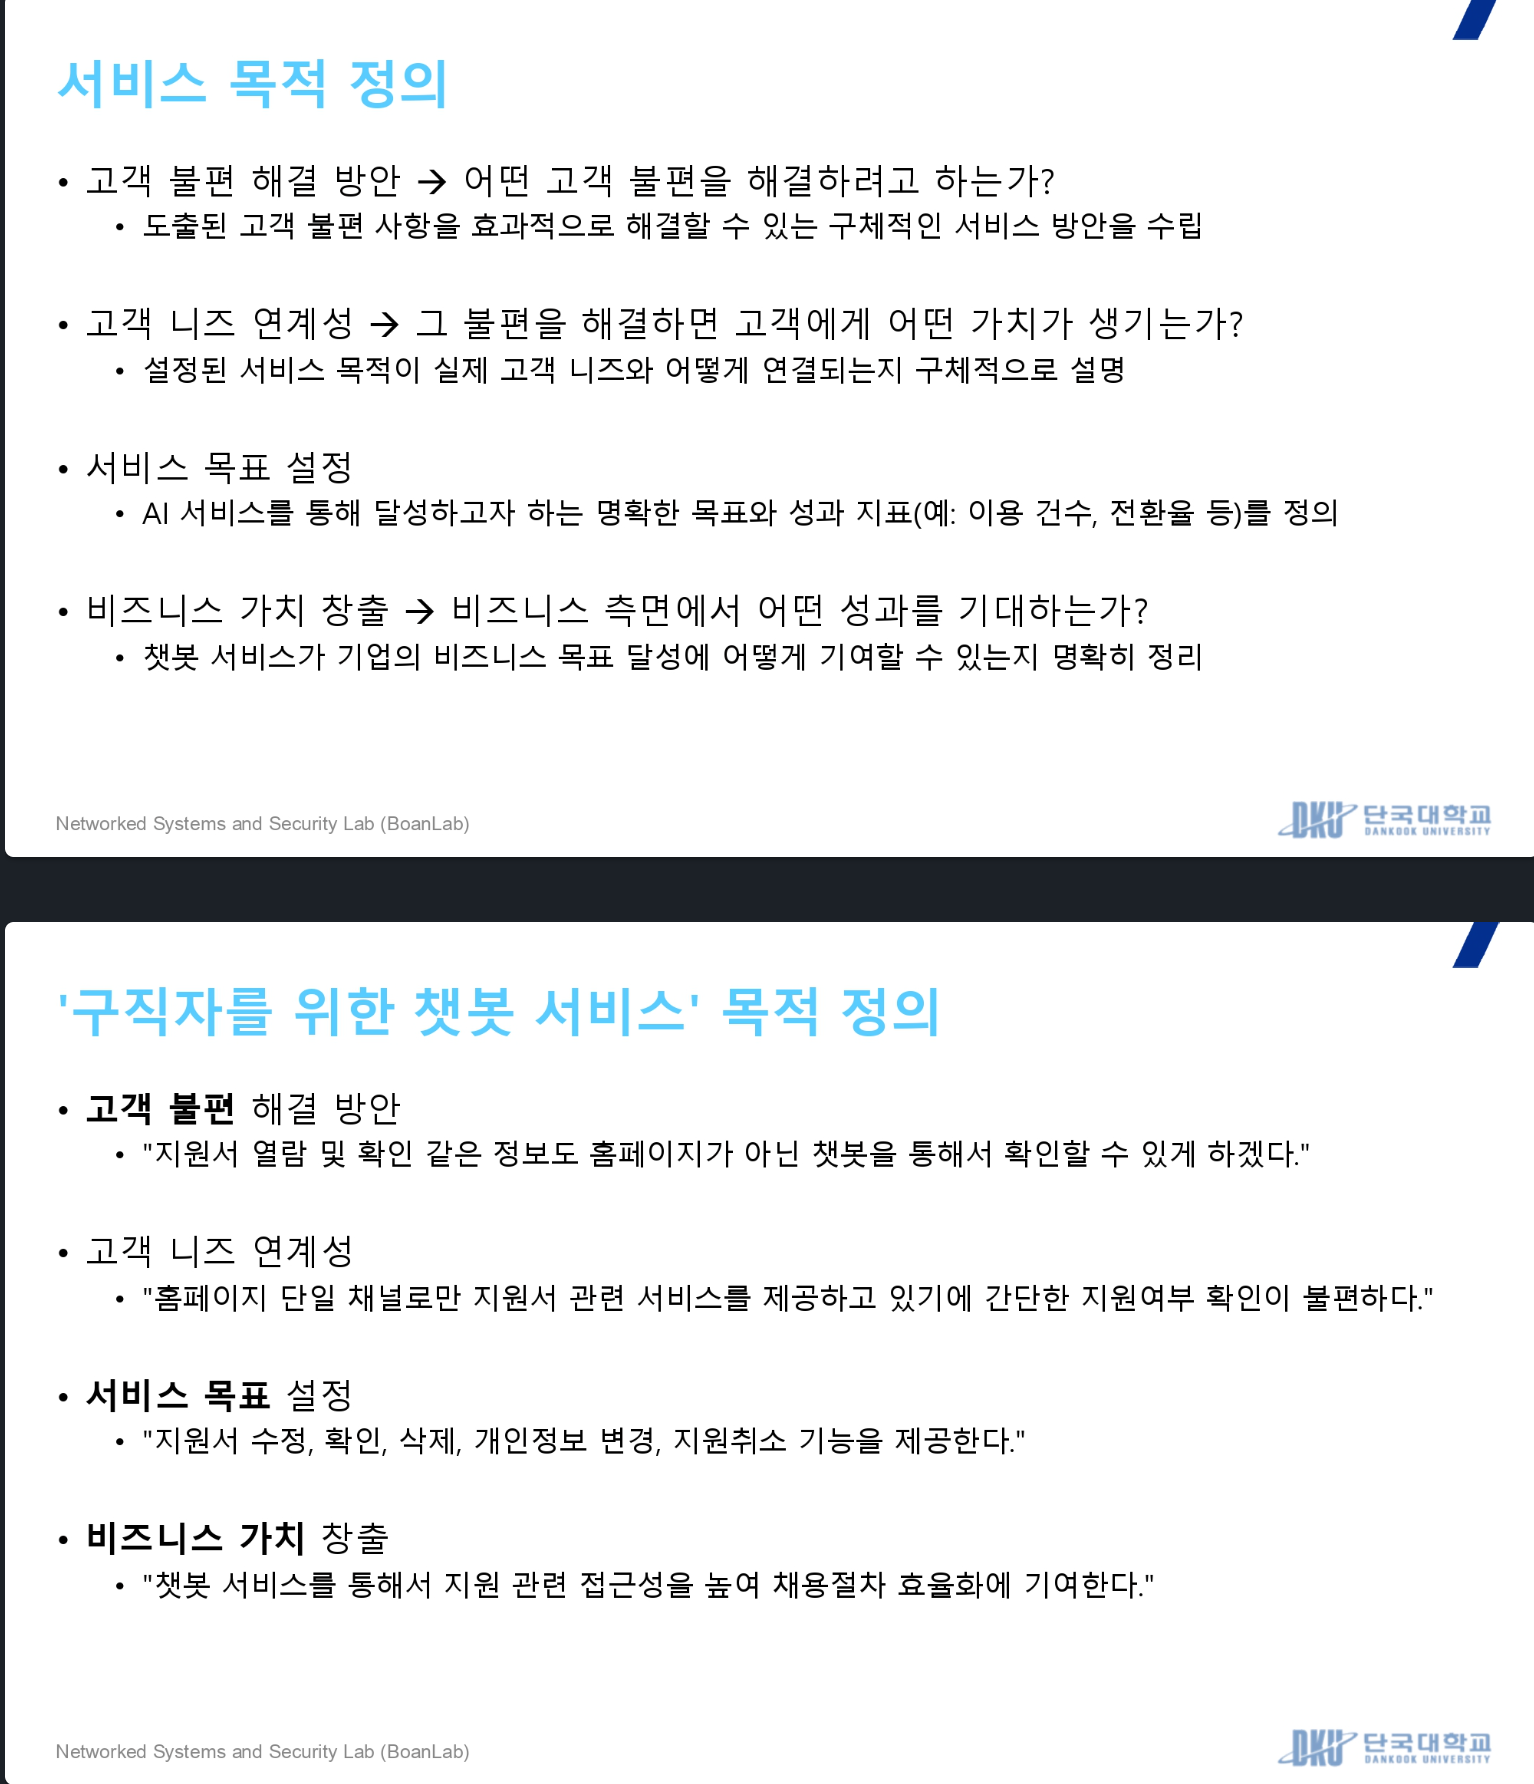 서비스 목적 정의
• 고객 불편 해결 방안 → 어떤 고객 불편을 해결하려고 하는가?
• 도출된 고객 불편 사항을 효과적으로 해결할 수 있는 구체적인 서비스 방안을 수립
• 고객 니즈 연계성 → 그 불편을 해결하면 고객에게 어떤 가치가 생기는가?
• 설정된 서비스 목적이 실제 고객 니즈와 어떻게 연결되는지 구체적으로 설명
• 서비스 목표 설정
• AI 서비스를 통해 달성하고자 하는 명확한 목표와 성과 지표(예: 이용 건수, 전환율 등)를 정의
• 비즈니스 가치 창출 → 비즈니스 측면에서 어떤 성과를 기대하는가?
• 챗봇 서비스가 기업의 비즈니스 목표 달성에 어떻게 기여할 수 있는지 명확히 정리
Networked Systems and Security Lab (BoanLab)
DKU 단국대학교
DANKOOK UNIVERSITY
'구직자를 위한 챗봇 서비스' 목적 정의
• 고객 불편 해결 방안
• "지원서 열람 및 확인 같은 정보도 홈페이지가 아닌 챗봇을 통해서 확인할 수 있게 하겠다."
• 고객 니즈 연계성
• "홈페이지 단일 채널로만 지원서 관련 서비스를 제공하고 있기에 간단한 지원여부 확인이 불편하다."
• 서비스 목표 설정
• "지원서 수정, 확인, 삭제, 개인정보 변경, 지원취소 기능을 제공한다."
• 비즈니스 가치 창출
• "챗봇 서비스를 통해서 지원 관련 접근성을 높여 채용절차 효율화에 기여한다."
Networked Systems and Security Lab (BoanLab)
DKU 단국대학교
DANKOOK UNIVERSITY